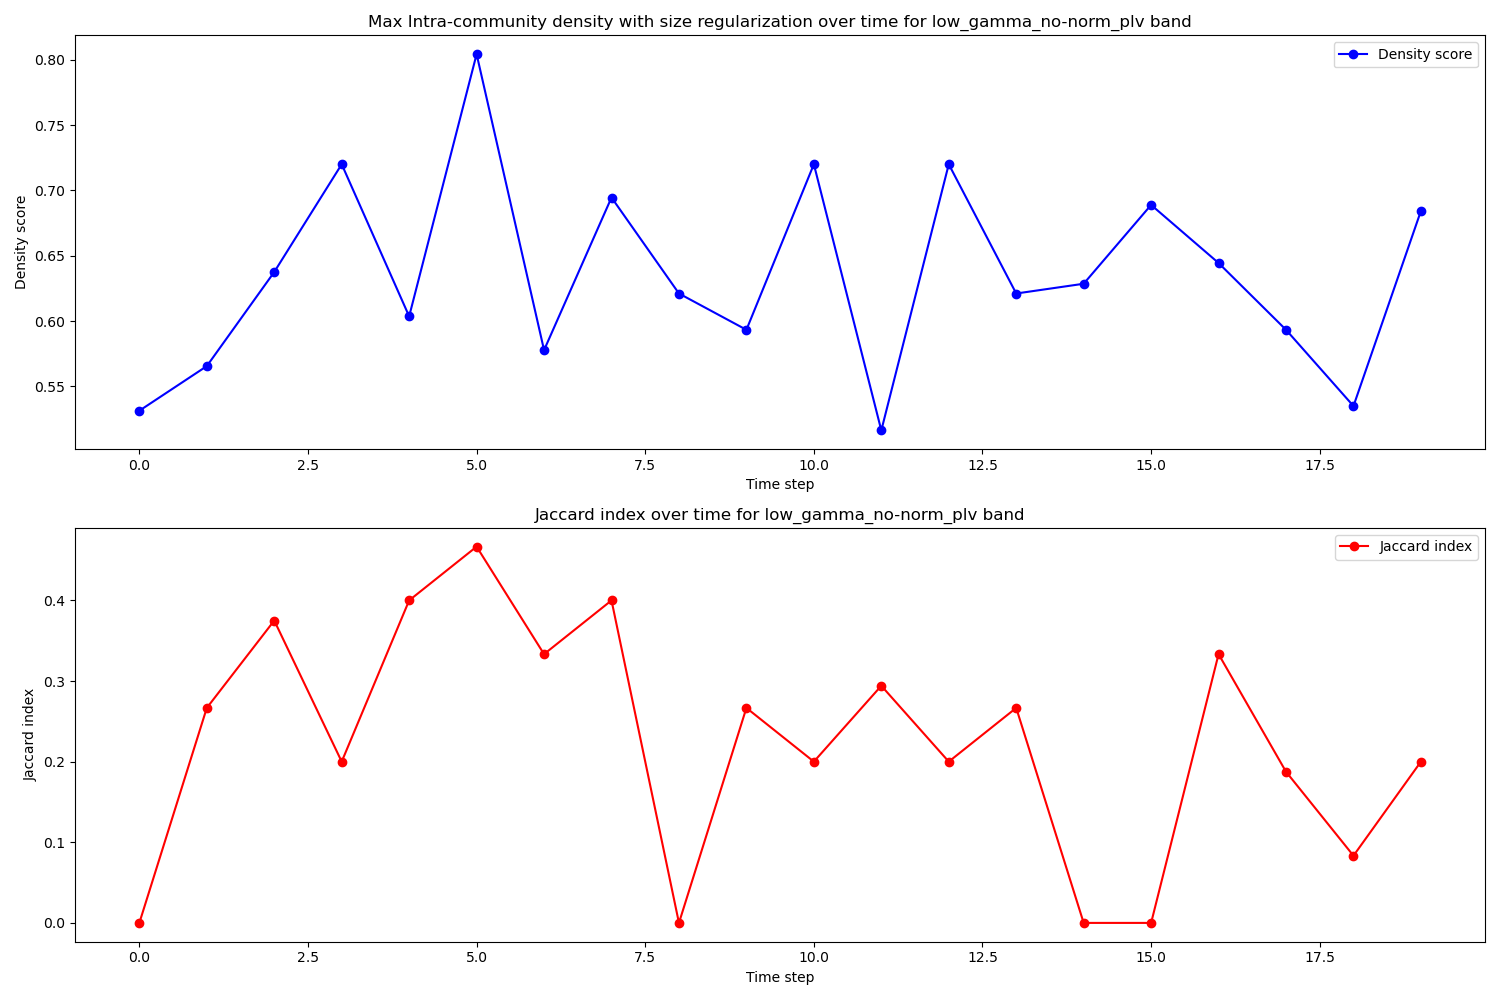 Max Intra-community density with size regularization over time for low_gamma_no-norm_plv band
Density score
0.80
0.75
0.70
0.65
0.60
0.55
Density score
0.0 2.5 5.0 7.5 10.0 12.5 15.0 17.5
Time step
Jaccard index over time for low_gamma_no-norm_plv band
Jaccard index
0.4
0.3
0.2
0.1
0.0
Jaccard index
0.0 2.5 5.0 7.5 10.0 12.5 15.0 17.5
Time step